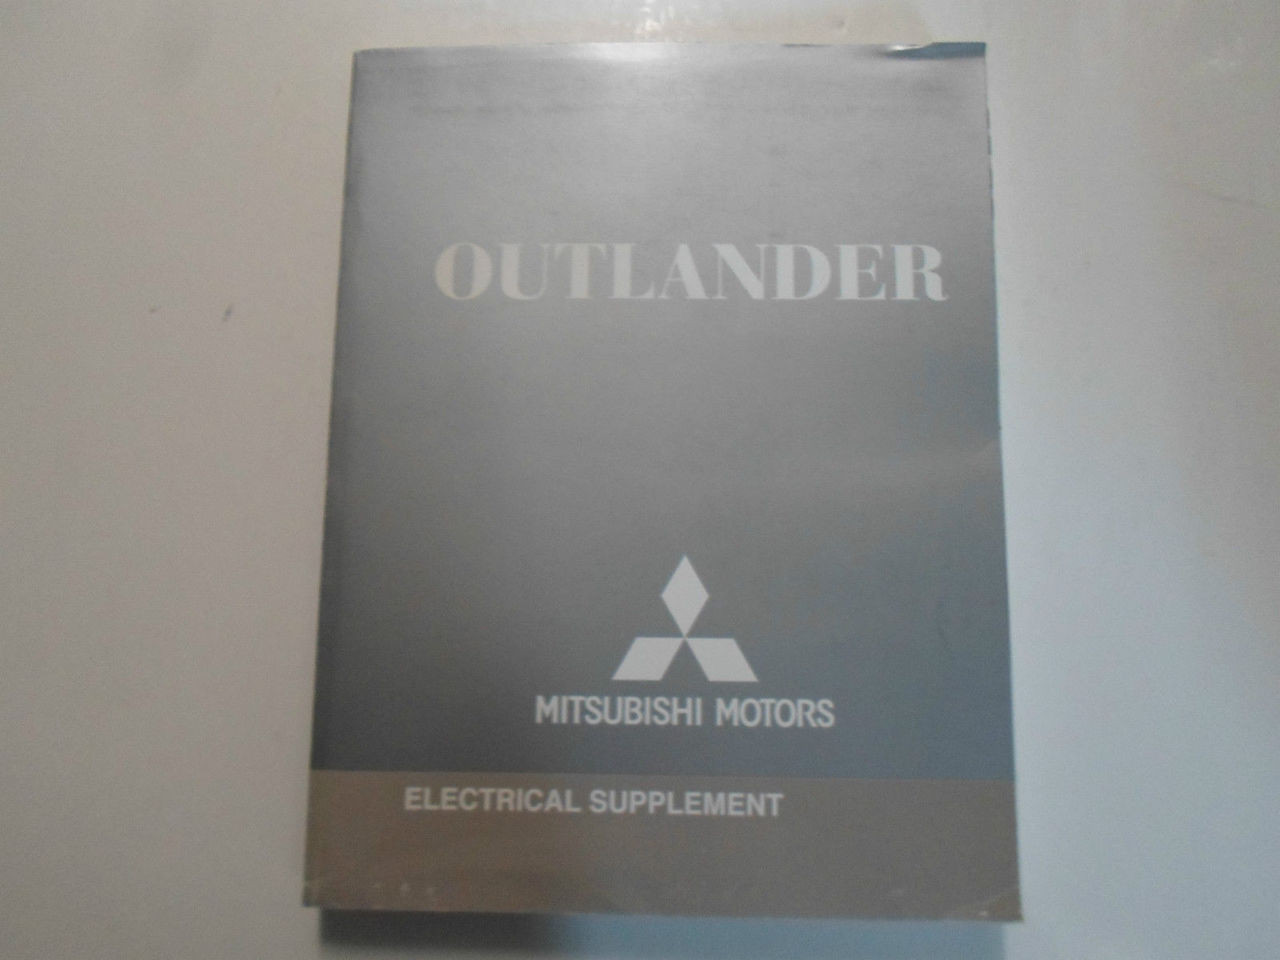 OUTLANDER
MITSUBISHI MOTORS
ELECTRICAL SUPPLEMENT